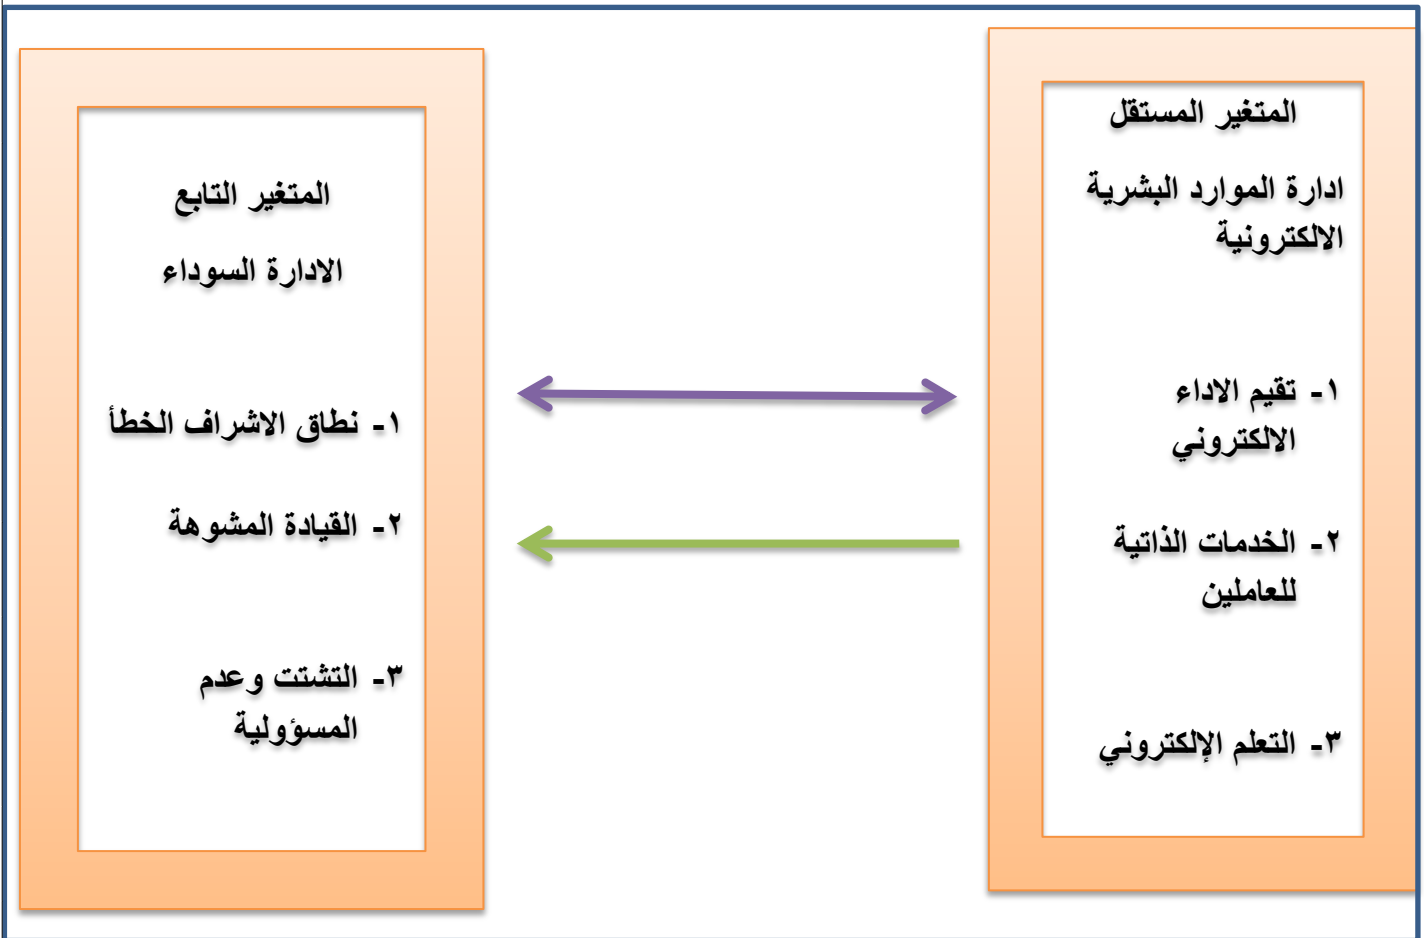 المتغير المستقل
ادارة الموارد البشرية
الالكترونية
١- تقيم الاداء
الالكتروني
٢- الخدمات الذاتية
للعاملين
٣- التعلم الإلكتروني
المتغير التابع
الادارة السوداء
١- نطاق الاشراف الخطأ
٢- القيادة المشوهة
٣- التشتت وعدم
المسؤولية